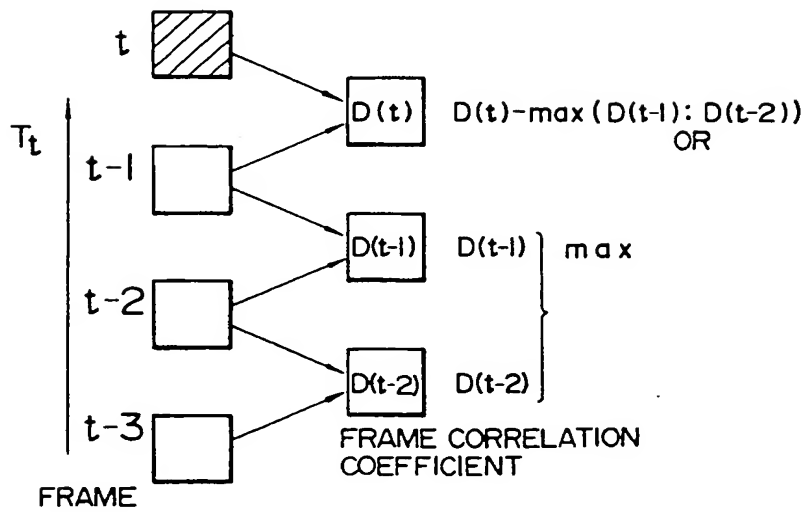 t
D(t) D(t)-max(D(t-1): D(t-2))
OR
Tt
t-1
D(t-1) D(t-1) max
t-2
D(t-2) D(t-2)
t-3
FRAME CORRELATION
COEFFICIENT
FRAME